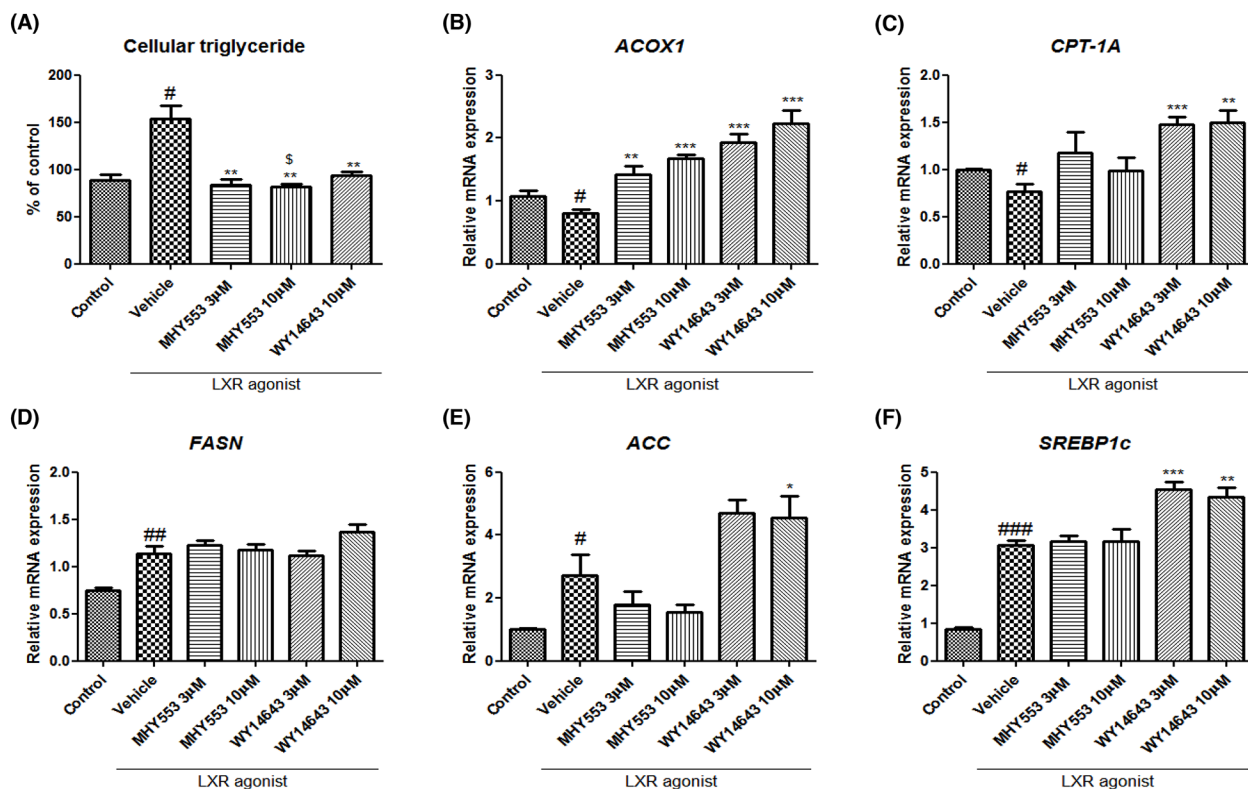 (A)
Cellular triglyceride
% of control
200
150
100
50
0
#
**
$
**
**
Control
Vehicle
MHY553 3μM
MHY553 10μM
WY14643 10μM
LXR agonist
(B)
ACOX1
Relative mRNA expression
3
2
1
0
#
**
***
***
***
Control
Vehicle
MHY553 3μM
MHY553 10μM
WY14643 3μM
WY14643 10μM
LXR agonist
(C)
CPT-1A
Relative mRNA expression
2.0
1.5
1.0
0.5
0.0
#
***
**
Control
Vehicle
MHY553 3μM
MHY553 10μM
WY14643 3μM
WY14643 10μM
LXR agonist
(D)
FASN
Relative mRNA expression
2.0
1.5
1.0
0.5
0.0
##
Control
Vehicle
MHY553 3μM
MHY553 10μM
WY14643 3μM
WY14643 10μM
LXR agonist
(E)
ACC
Relative mRNA expression
6
4
2
0
#
*
Control
Vehicle
MHY553 3μM
MHY553 10μM
WY14643 3μM
WY14643 10μM
LXR agonist
(F)
SREBP1c
Relative mRNA expression
5
4
3
2
1
0
###
***
**
Control
Vehicle
MHY553 3μM
MHY553 10μM
WY14643 3μM
WY14643 10μM
LXR agonist